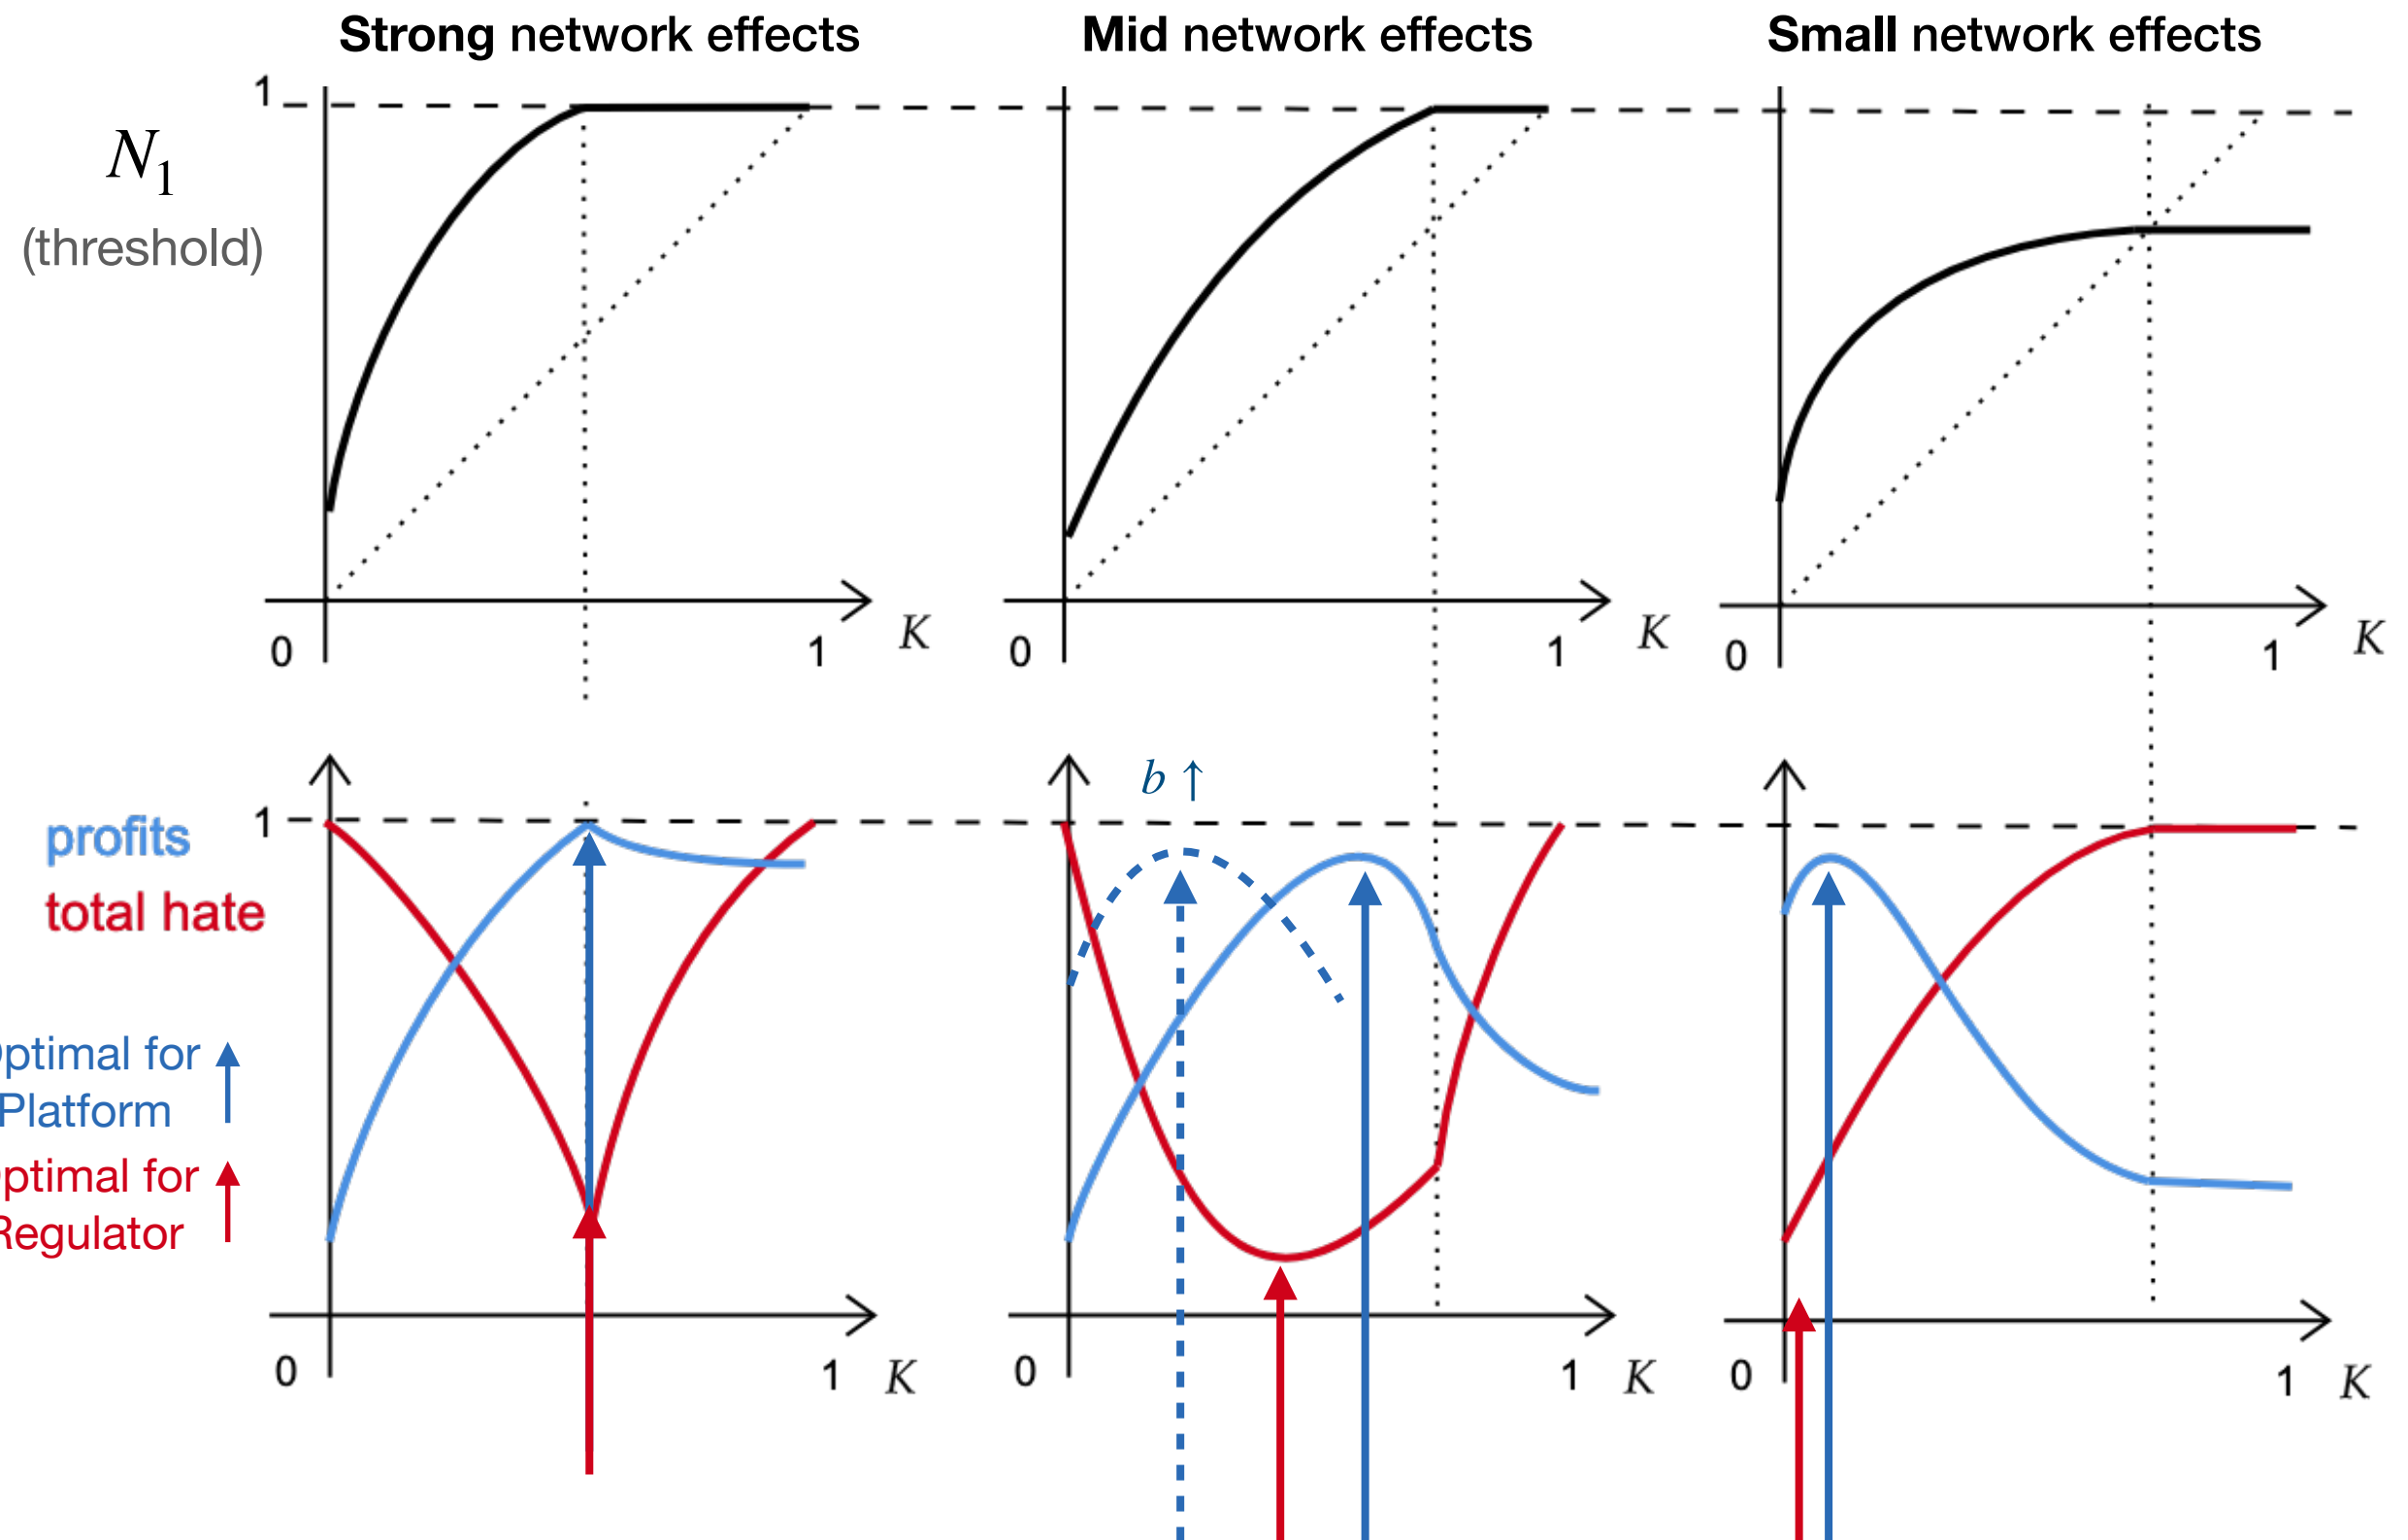 Strong network effects
Mid network effects
Small network effects
1
N1
(threshold)
0
1
K
0
1
K
0
1
K
b ↑
1
profits
total hate
ptimal for
Platform
ptimal for
Regulator
0
1
K
0
1
K
0
1
K